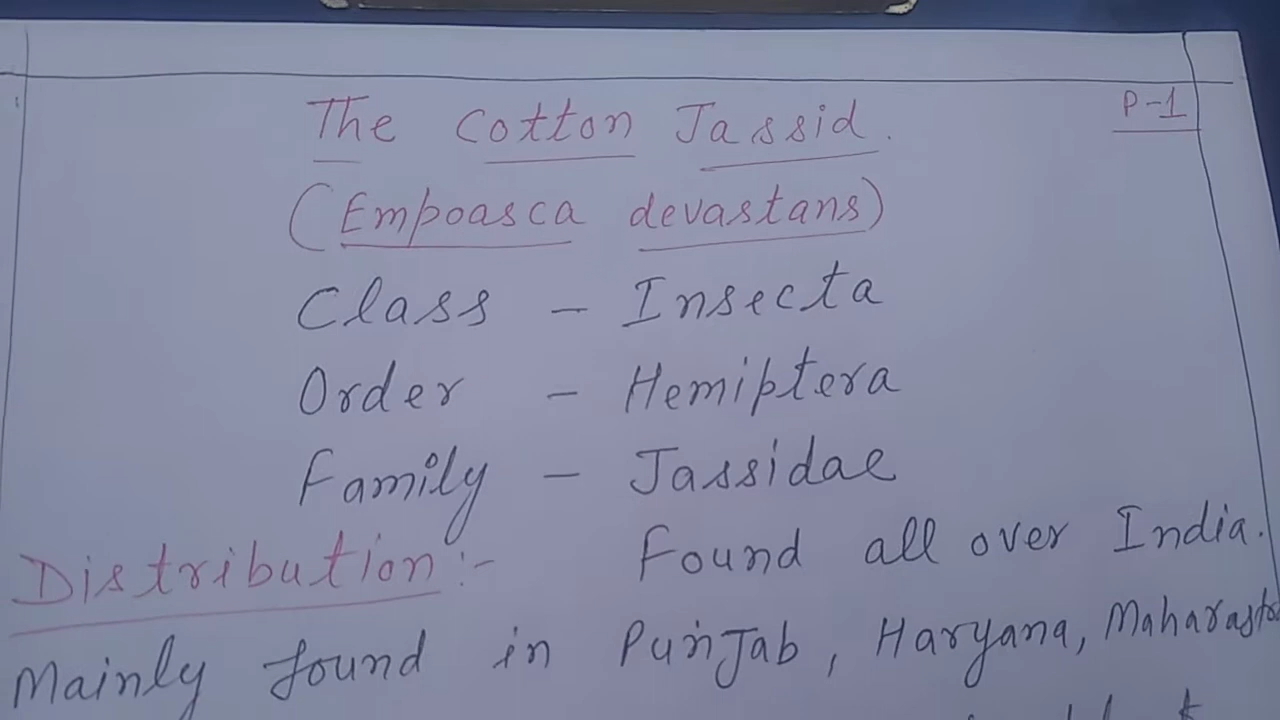 The Cotton Jassid.
P-1
(Empoasca devastans)
Class - Insecta
Order - Hemiptera
Family - Jassidae
Distribution :- Found all over India.
Mainly found in Punjab, Haryana,